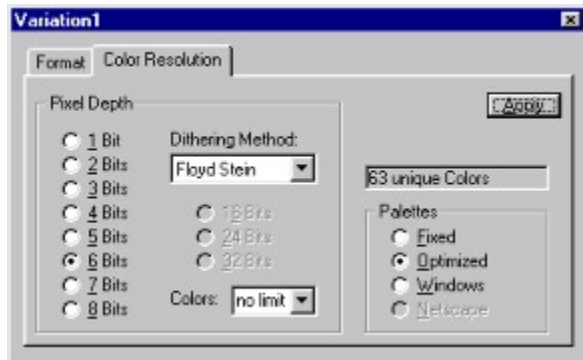 Variation1
Format
Color Resolution
Pixel Depth
Apply
1 Bit
2 Bits
3 Bits
4 Bits
5 Bits
6 Bits
7 Bits
8 Bits
Dithering Method:
Floyd Stein
16 Bits
24 Bits
32 Bits
Colors:
no limit
63 unique Colors
Palettes
Fixed
Optimized
Windows
Netscape